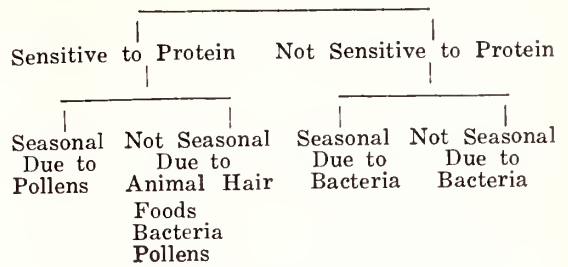 Sensitive to Protein Not Sensitive to Protein
Seasonal Not Seasonal Seasonal Not Seasonal
Due to Due to Due to Due to
Pollens Animal Hair Bacteria Bacteria
Foods
Bacteria
Pollens